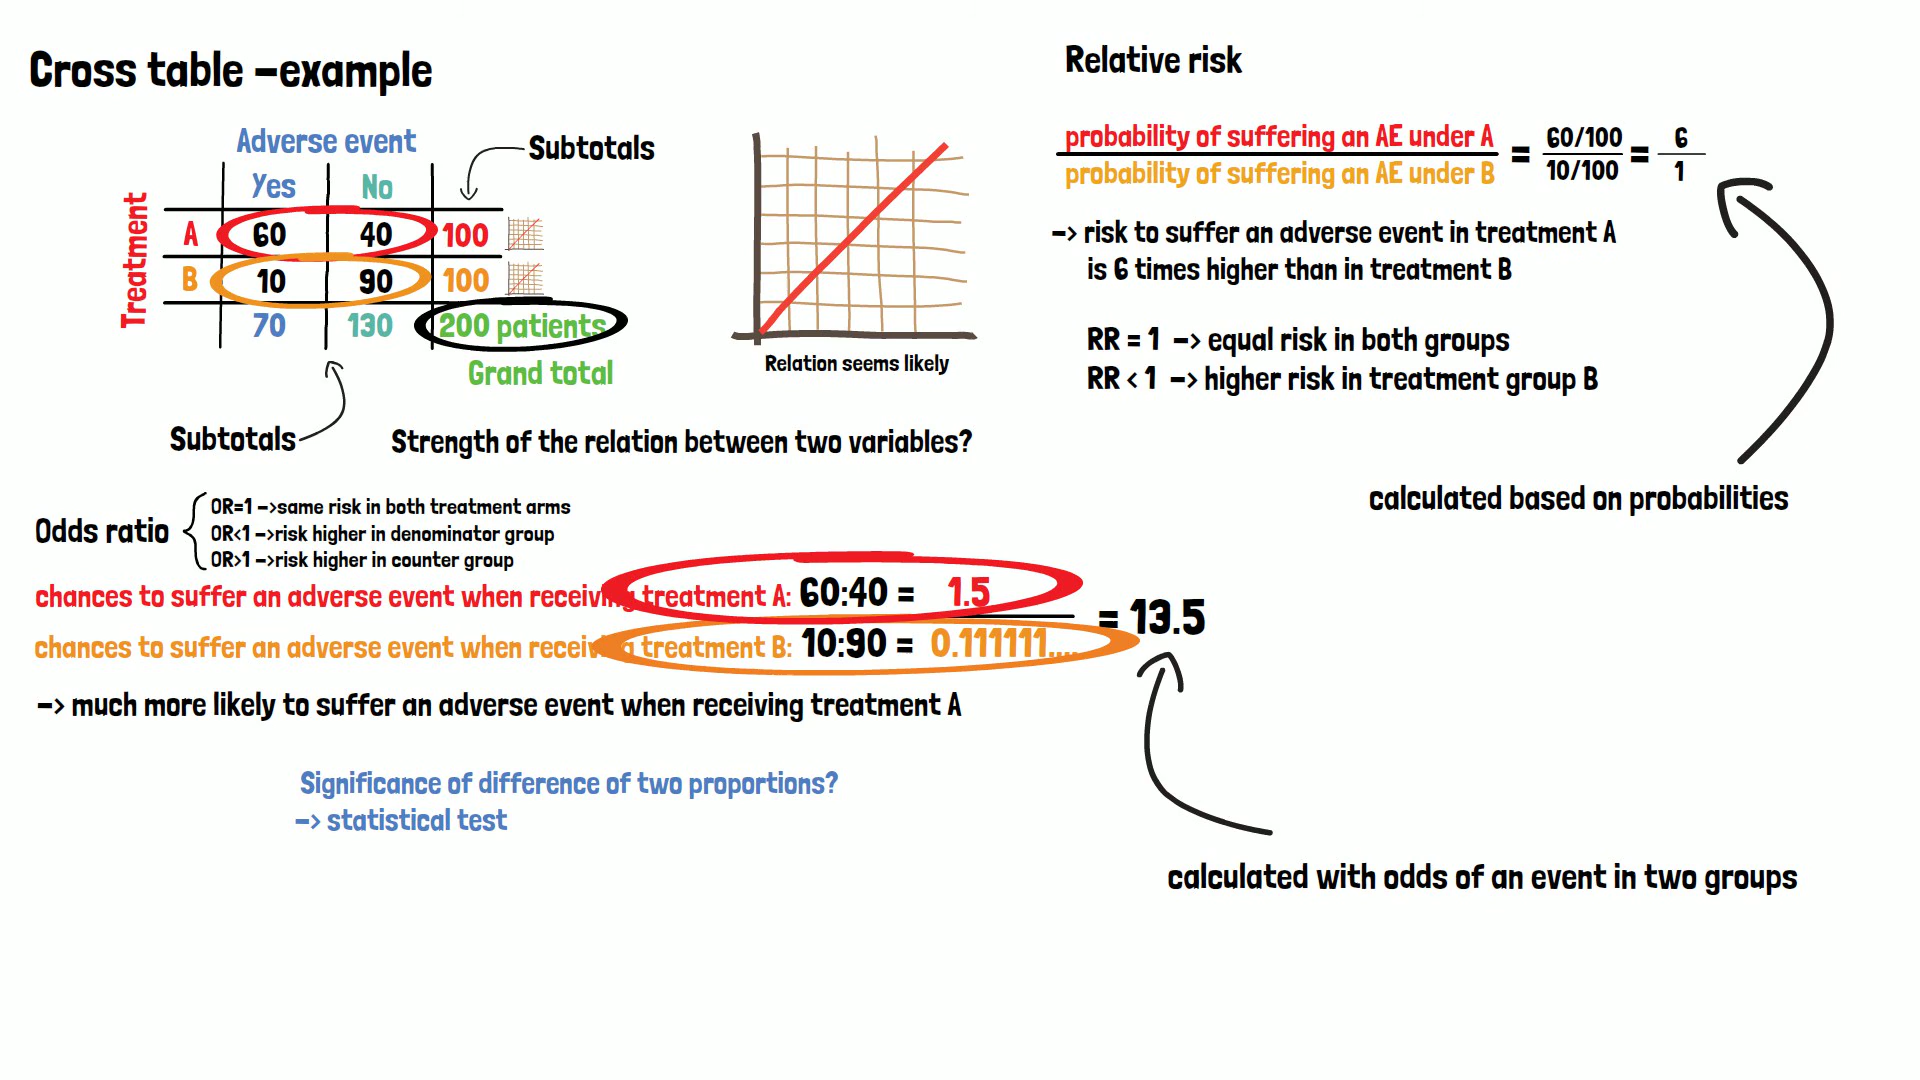 Cross table –example
Adverse event
Subtotals
Yes No
Treatment
A 60 40 100
B 10 90 100
70 130 200 patients
Grand total
Subtotals
Relation seems likely
Strength of the relation between two variables?
Odds ratio
OR=1 –>same risk in both treatment arms
OR<1 –>risk higher in denominator group
OR>1 –>risk higher in counter group
chances to suffer an adverse event when receiving treatment A: 60:40 = 1.5
chances to suffer an adverse event when receiving treatment B: 10:90 = 0.111111....
= 13.5
–> much more likely to suffer an adverse event when receiving treatment A
Significance of difference of two proportions?
–> statistical test
Relative risk
probability of suffering an AE under A = 60/100 = 6
probability of suffering an AE under B 10/100 1
–> risk to suffer an adverse event in treatment A
is 6 times higher than in treatment B
RR = 1 –> equal risk in both groups
RR < 1 –> higher risk in treatment group B
calculated based on probabilities
calculated with odds of an event in two groups